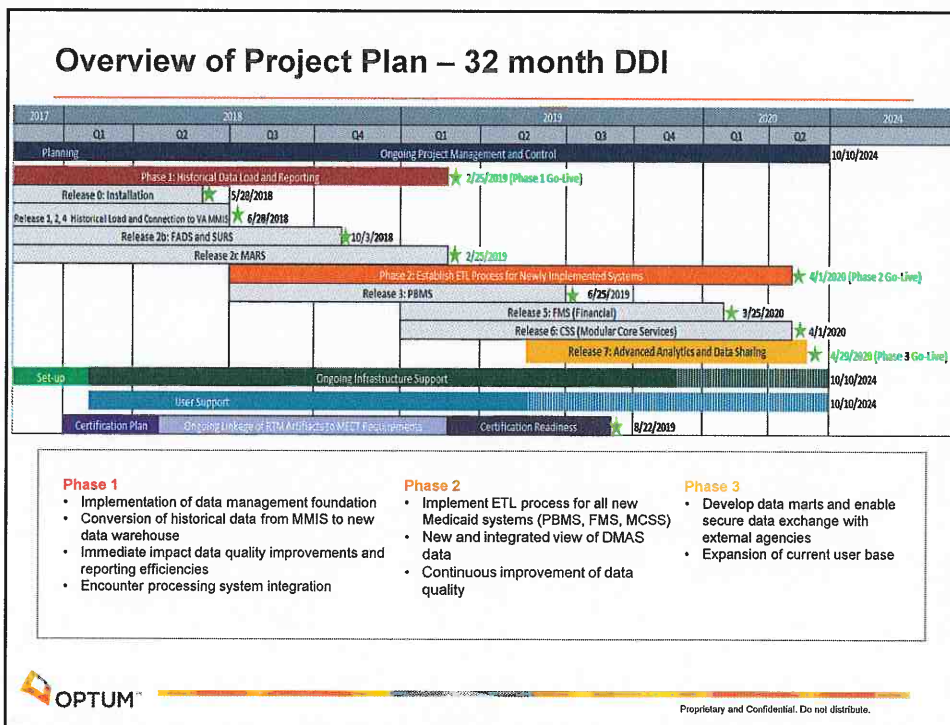 Overview of Project Plan – 32 month DDI
2017 2018 2019 2020 2024
Q1 Q2 Q3 Q4 Q1 Q2 Q3 Q4 Q1 Q2
Planning Ongoing Project Management and Control 10/10/2024
Phase 1: Historical Data Load and Reporting 2/25/2019 (Phase 1 Go-Live)
Release 0: Installation 5/28/2018
Release 1, 2, 4 Historical Load and Connection to VA MMIS 6/28/2018
Release 2b: FADS and SURS 10/3/2018
Release 2c MARS 2/25/2019
Phase 2: Establish ETL Process for Newly Implemented Systems 4/1/2020 (Phase 2 Go-Live)
Release 3: PBMS 6/25/2019
Release 5: FMS (Financial) 3/25/2020
Release 6: CSS (Modular Core Services) 4/1/2020
Release 7: Advanced Analytics and Data Sharing 4/29/2020 (Phase 3 Go-Live)
Set-up Ongoing Infrastructure Support 10/10/2024
User Support 10/10/2024
Certification Plan Ongoing Linkage of RTM Artifacts to MECT Requirements Certification Readiness 8/22/2019
Phase 1
• Implementation of data management foundation
• Conversion of historical data from MMIS to new
data warehouse
• Immediate impact data quality improvements and
reporting efficiencies
• Encounter processing system integration
Phase 2
• Implement ETL process for all new
Medicaid systems (PBMS, FMS, MCSS)
• New and integrated view of DMAS
data
• Continuous improvement of data
quality
Phase 3
• Develop data marts and enable
secure data exchange with
external agencies
• Expansion of current user base
OPTUM™
Proprietary and Confidential. Do not distribute.